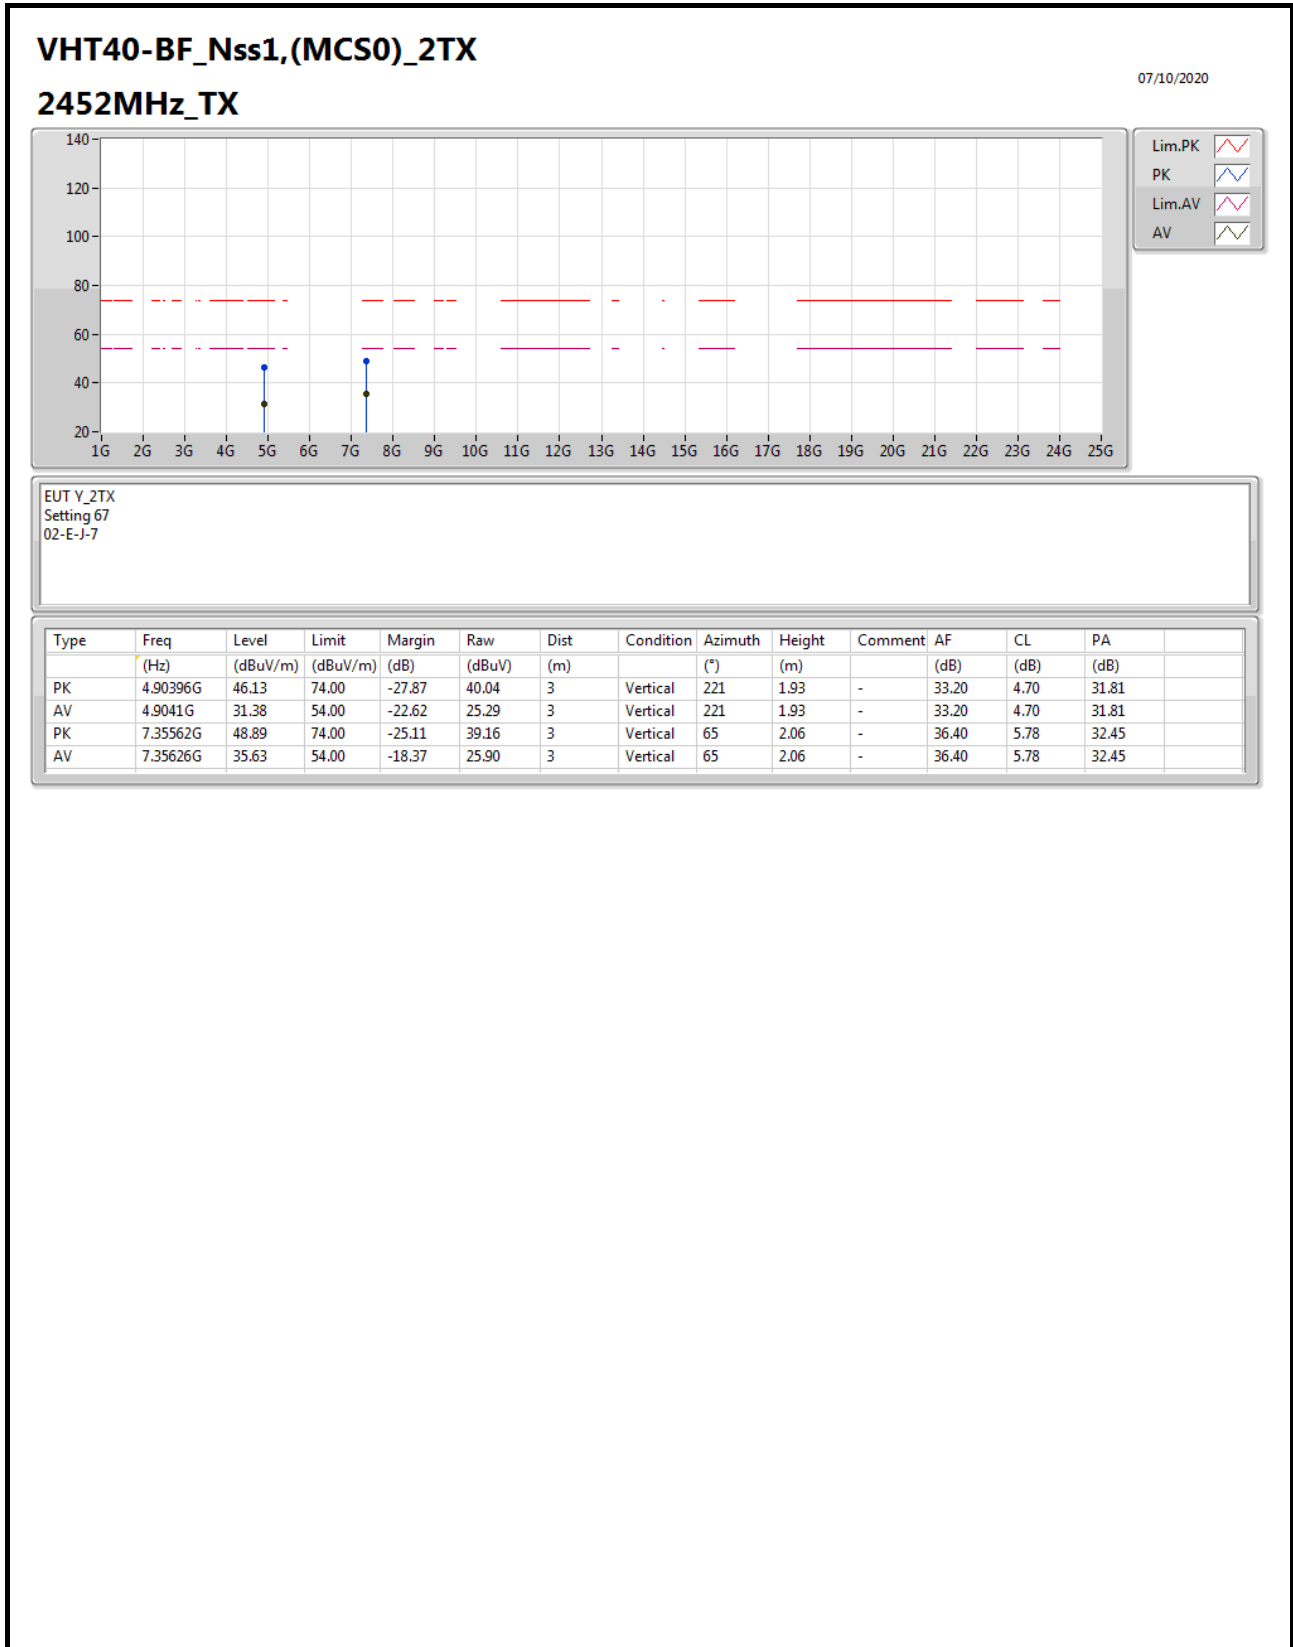 VHT40-BF_Nss1,(MCS0)_2TX
07/10/2020
2452MHz_TX
140
120
100
80
60
40
20
1G 2G 3G 4G 5G 6G 7G 8G 9G 10G 11G 12G 13G 14G 15G 16G 17G 18G 19G 20G 21G 22G 23G 24G 25G
Lim.PK
PK
Lim.AV
AV
EUT Y_2TX
Setting 67
02-E-J-7
Type Freq Level Limit Margin Raw Dist Condition Azimuth Height Comment AF CL PA
(Hz) (dBuV/m) (dBuV/m) (dB) (dBuV) (m) (°) (m) (dB) (dB) (dB)
PK 4.90396G 46.13 74.00 -27.87 40.04 3 Vertical 221 1.93 - 33.20 4.70 31.81
AV 4.9041G 31.38 54.00 -22.62 25.29 3 Vertical 221 1.93 - 33.20 4.70 31.81
PK 7.35562G 48.89 74.00 -25.11 39.16 3 Vertical 65 2.06 - 36.40 5.78 32.45
AV 7.35626G 35.63 54.00 -18.37 25.90 3 Vertical 65 2.06 - 36.40 5.78 32.45